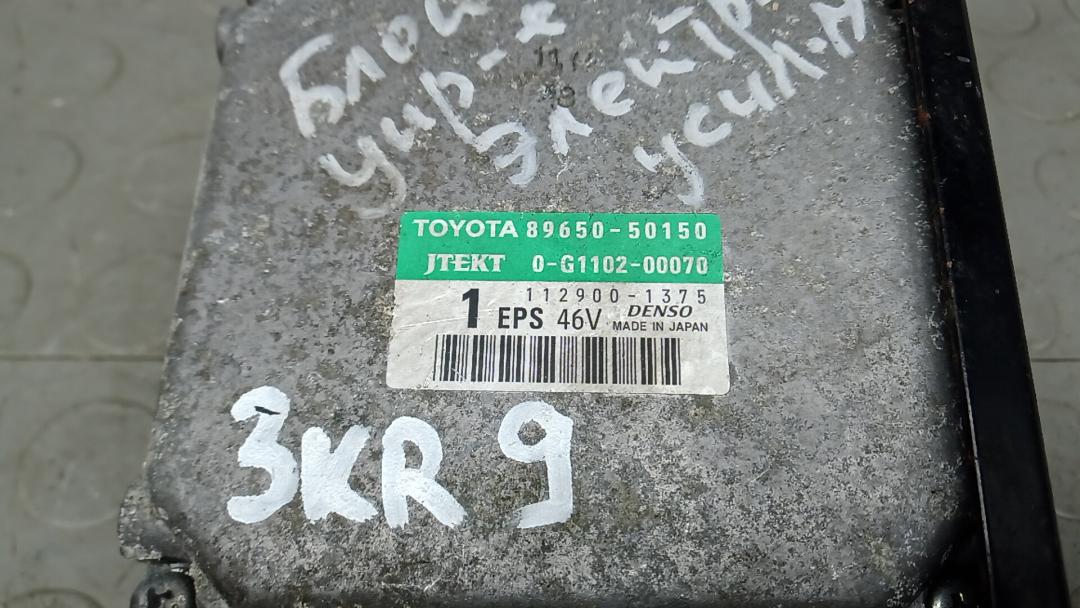 Блок
упр-я
элект
усил-я
TOYOTA 89650-50150
JTEKT 0-G1102-00070
112900-1375
1 EPS 46V DENSO
MADE IN JAPAN
3KR 9